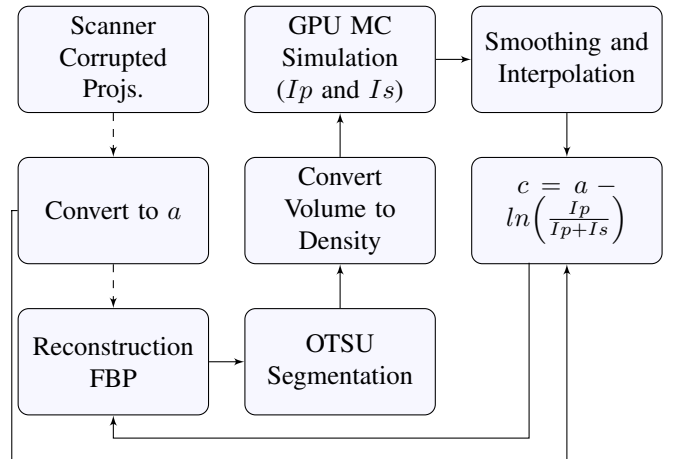 Scanner
Corrupted
Projs.
GPU MC
Simulation
(Ip and Is)
Smoothing and
Interpolation
Convert to a
Convert
Volume to
Density
c = a −
ln(Ip/(Ip+Is))
Reconstruction
FBP
OTSU
Segmentation